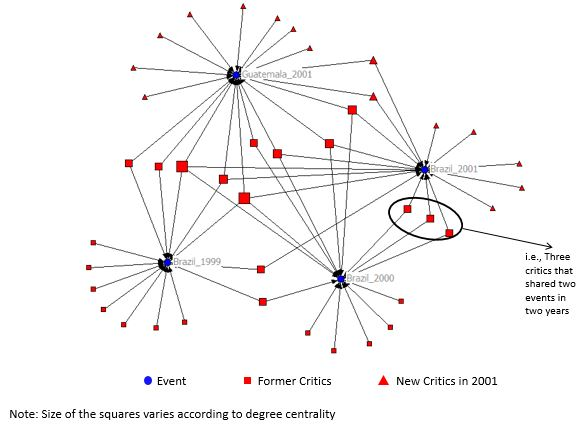 Guatemala_2001
Brazil_2001
i.e., Three
critics that
shared two
events in
two years
Brazil_1999
Brazil_2000
Event
Former Critics
New Critics in 2001
Note: Size of the squares varies according to degree centrality